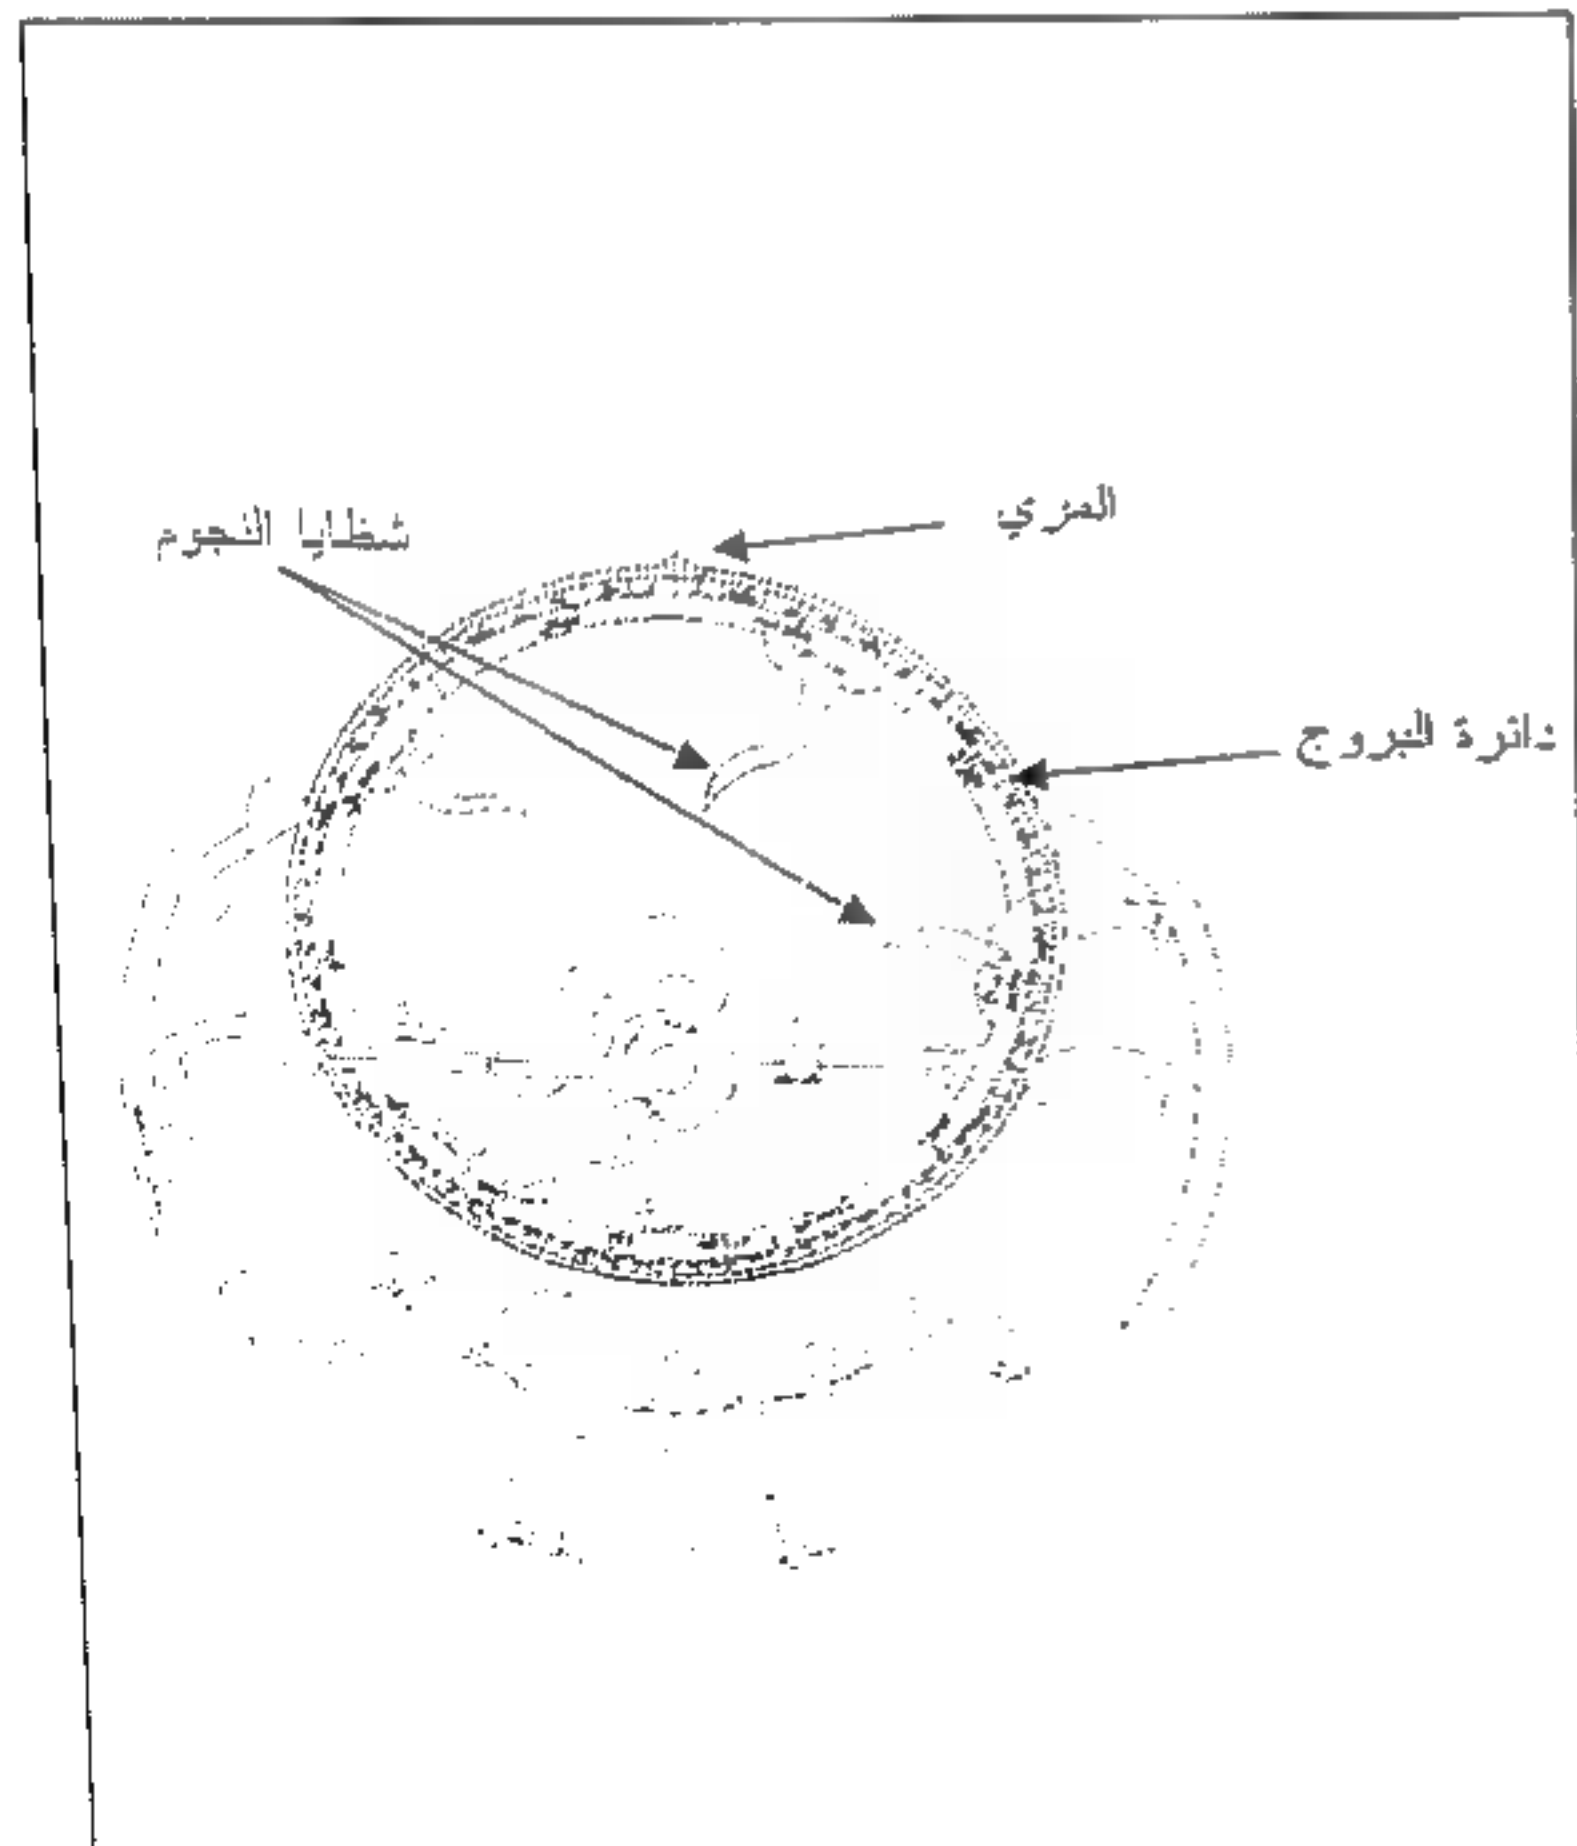 المري
شظايا النجوم
دائرة البروج